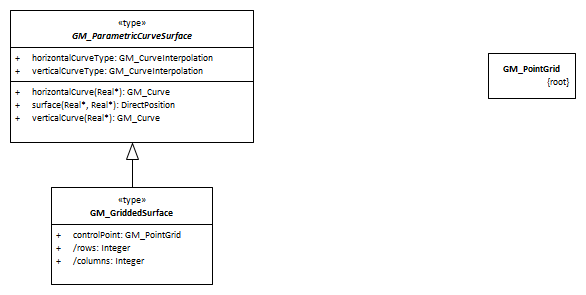 «type»
GM_ParametricCurveSurface
+ horizontalCurveType: GM_CurveInterpolation
+ verticalCurveType: GM_CurveInterpolation
+ horizontalCurve(Real*): GM_Curve
+ surface(Real*, Real*): DirectPosition
+ verticalCurve(Real*): GM_Curve
GM_PointGrid
{root}
«type»
GM_GriddedSurface
+ controlPoint: GM_PointGrid
+ /rows: Integer
+ /columns: Integer